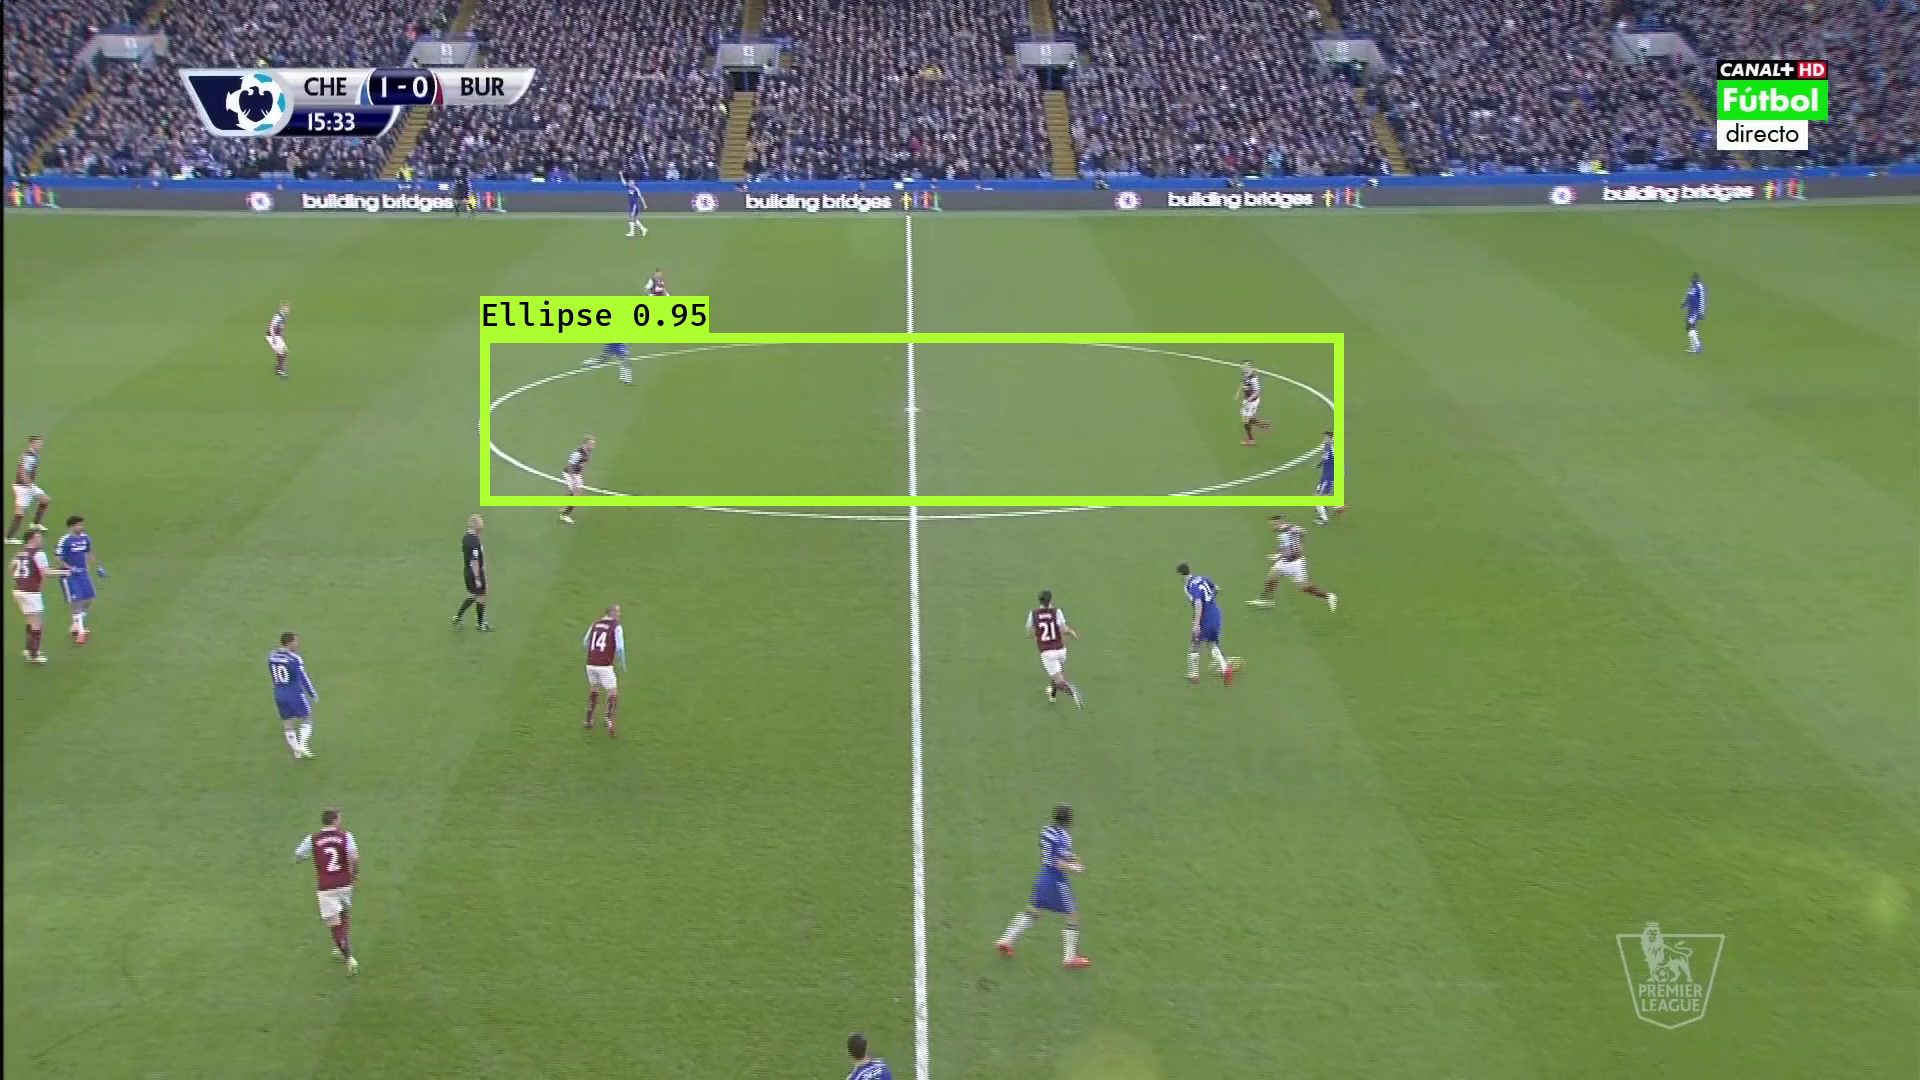 CHE 1-0 BUR
15:33
CANAL+ HD
Fútbol
directo
building bridges
building bridges
building bridges
building bridges
Ellipse 0.95
25
10
14
21
2
PREMIER
LEAGUE